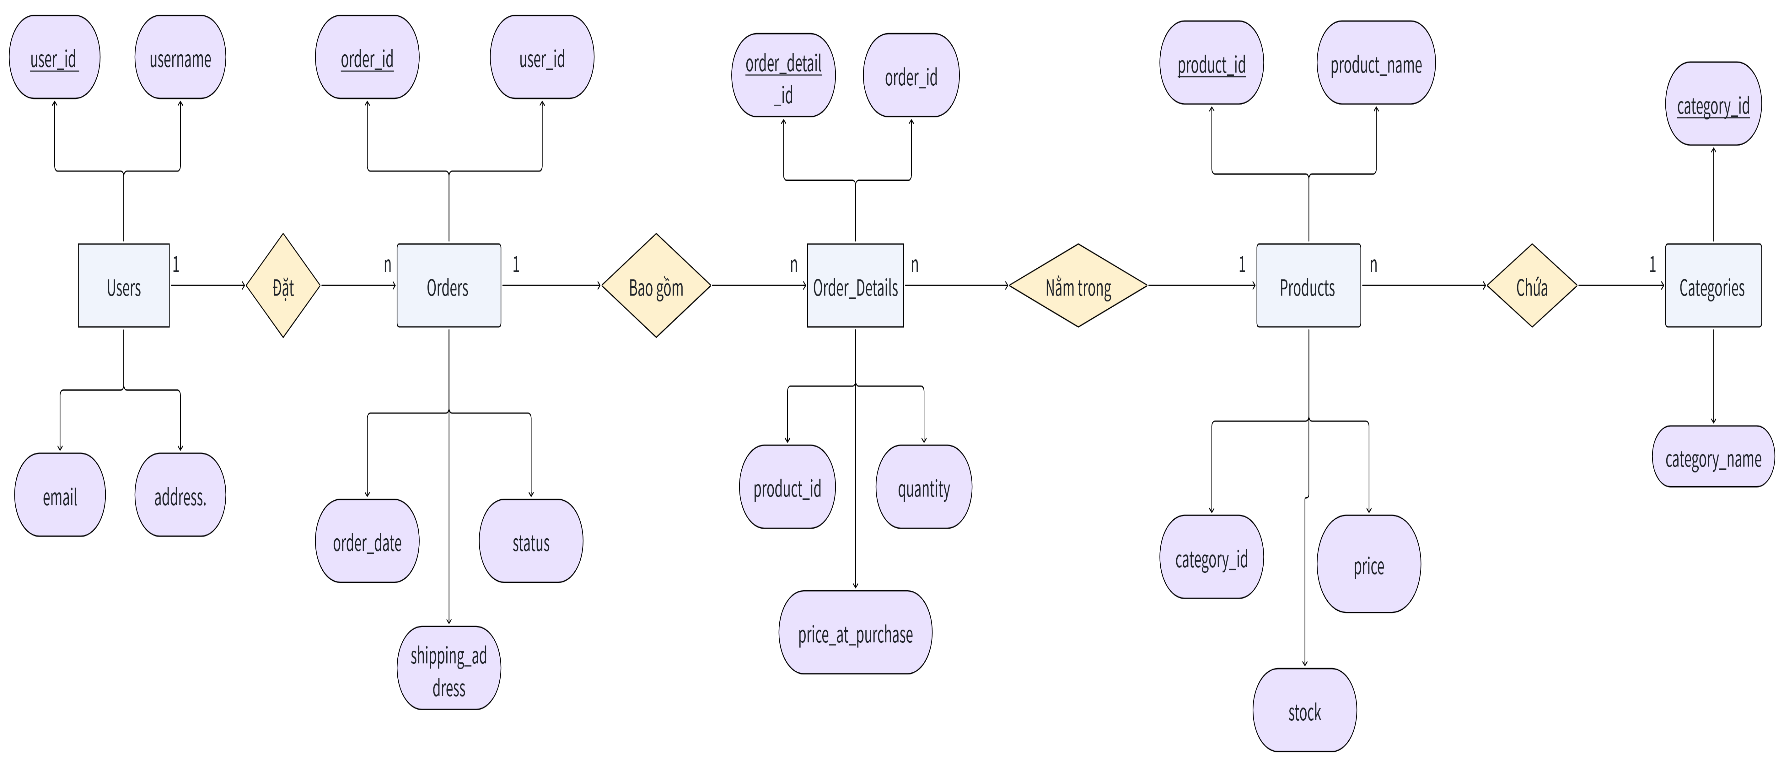 user_id
username
order_id
user_id
order_detail
_id
order_id
product_id
product_name
category_id
Users
1
Đặt
n
Orders
1
Bao gồm
n
Order_Details
n
Nằm trong
1
Products
n
Chứa
1
Categories
email
address.
order_date
status
shipping_ad
dress
product_id
quantity
price_at_purchase
category_id
price
stock
category_name